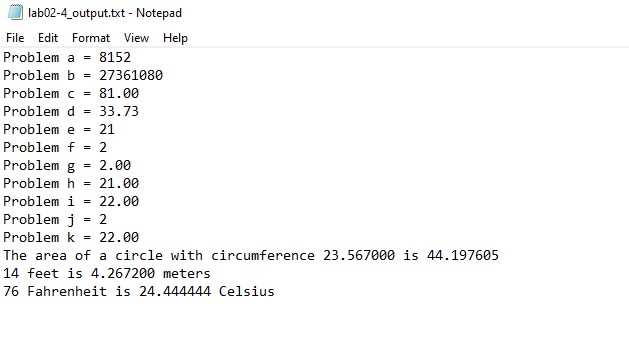 lab02-4_output.txt - Notepad
File Edit Format View Help
Problem a = 8152
Problem b = 27361080
Problem c = 81.00
Problem d = 33.73
Problem e = 21
Problem f = 2
Problem g = 2.00
Problem h = 21.00
Problem i = 22.00
Problem j = 2
Problem k = 22.00
The area of a circle with circumference 23.567000 is 44.197605
14 feet is 4.267200 meters
76 Fahrenheit is 24.444444 Celsius